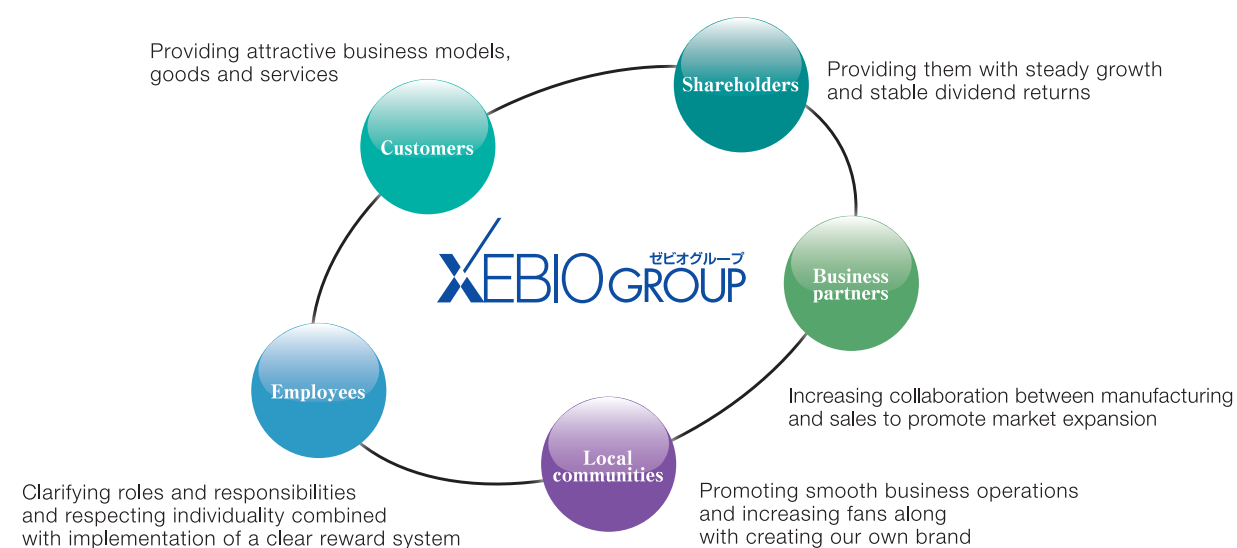 Providing attractive business models,
goods and services
Customers
Shareholders
Providing them with steady growth
and stable dividend returns
ゼビオグループ
XEBIO GROUP
Business
partners
Increasing collaboration between manufacturing
and sales to promote market expansion
Employees
Clarifying roles and responsibilities
and respecting individuality combined
with implementation of a clear reward system
Local
communities
Promoting smooth business operations
and increasing fans along
with creating our own brand